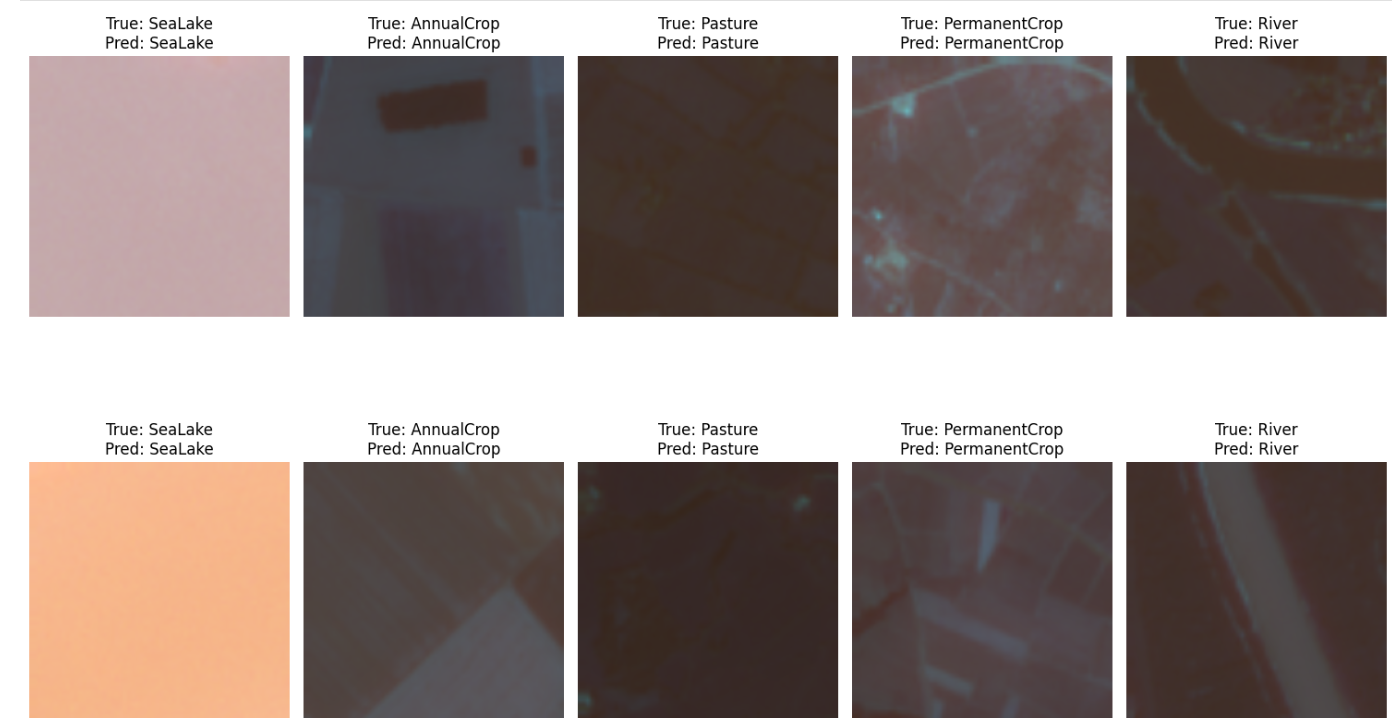 True: SeaLake
Pred: SeaLake
True: AnnualCrop
Pred: AnnualCrop
True: Pasture
Pred: Pasture
True: PermanentCrop
Pred: PermanentCrop
True: River
Pred: River
True: SeaLake
Pred: SeaLake
True: AnnualCrop
Pred: AnnualCrop
True: Pasture
Pred: Pasture
True: PermanentCrop
Pred: PermanentCrop
True: River
Pred: River